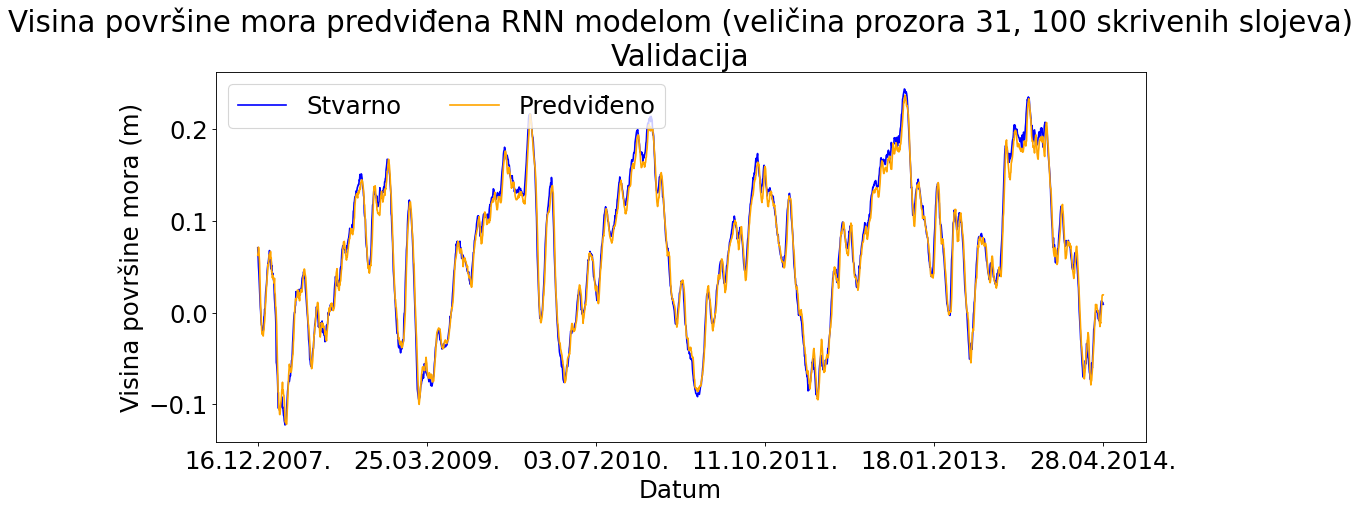 Visina površine mora predviđena RNN modelom (veličina prozora 31, 100 skrivenih slojeva)
Validacija
Stvarno Predviđeno
Visina površine mora (m)
0.2
0.1
0.0
−0.1
16.12.2007. 25.03.2009. 03.07.2010. 11.10.2011. 18.01.2013. 28.04.2014.
Datum